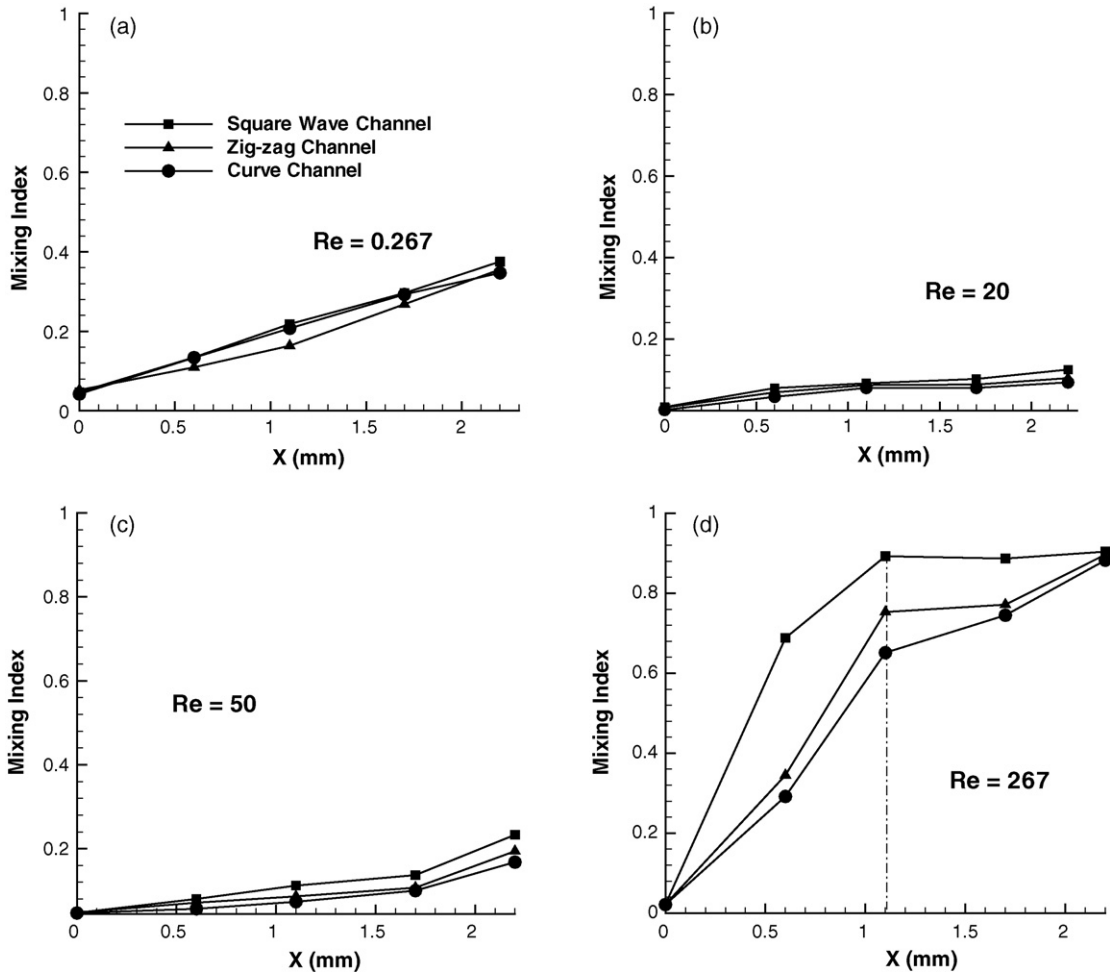 (a)
1
0.8
0.6
0.4
0.2
0
Mixing Index
Square Wave Channel
Zig-zag Channel
Curve Channel
Re = 0.267
0 0.5 1 1.5 2
X (mm)
(b)
1
0.8
0.6
0.4
0.2
0
Mixing Index
Re = 20
0 0.5 1 1.5 2
X (mm)
(c)
1
0.8
0.6
0.4
0.2
Mixing Index
Re = 50
0 0.5 1 1.5 2
X (mm)
(d)
1
0.8
0.6
0.4
0.2
0
Mixing Index
Re = 267
0 0.5 1 1.5 2
X (mm)